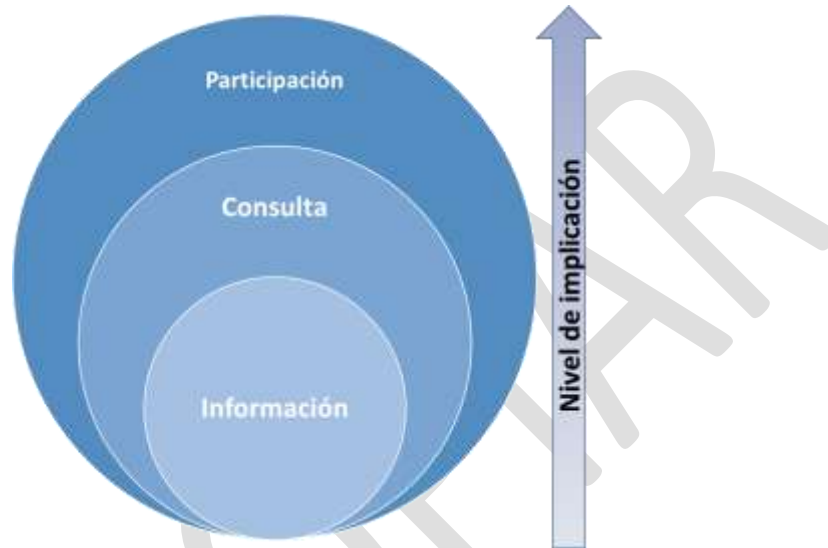 Participación
Consulta
Información
Nivel de implicación